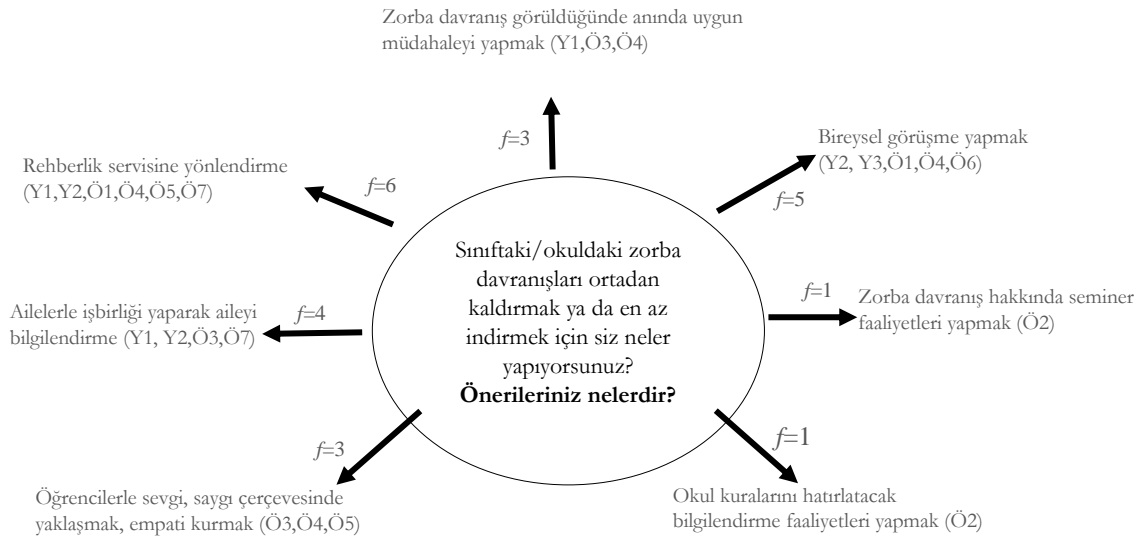 Zorba davranış görüldüğünde anında uygun
müdahaleyi yapmak (Y1,Ö3,Ö4)
f=3
Bireysel görüşme yapmak
(Y2, Y3,Ö1,Ö4,Ö6)
f=5
Rehberlik servisine yönlendirme
(Y1,Y2,Ö1,Ö4,Ö5,Ö7)
f=6
Sınıftaki/okuldaki zorba
davranışları ortadan
kaldırmak ya da en az
indirmek için siz neler
yapıyorsunuz?
Önerileriniz nelerdir?
f=1
Zorba davranış hakkında seminer
faaliyetleri yapmak (Ö2)
Ailelerle işbirliği yaparak aileyi
bilgilendirme (Y1, Y2,Ö3,Ö7)
f=4
f=3
Öğrencilerle sevgi, saygı çerçevesinde
yaklaşmak, empati kurmak (Ö3,Ö4,Ö5)
f=1
Okul kuralarını hatırlatacak
bilgilendirme faaliyetleri yapmak (Ö2)